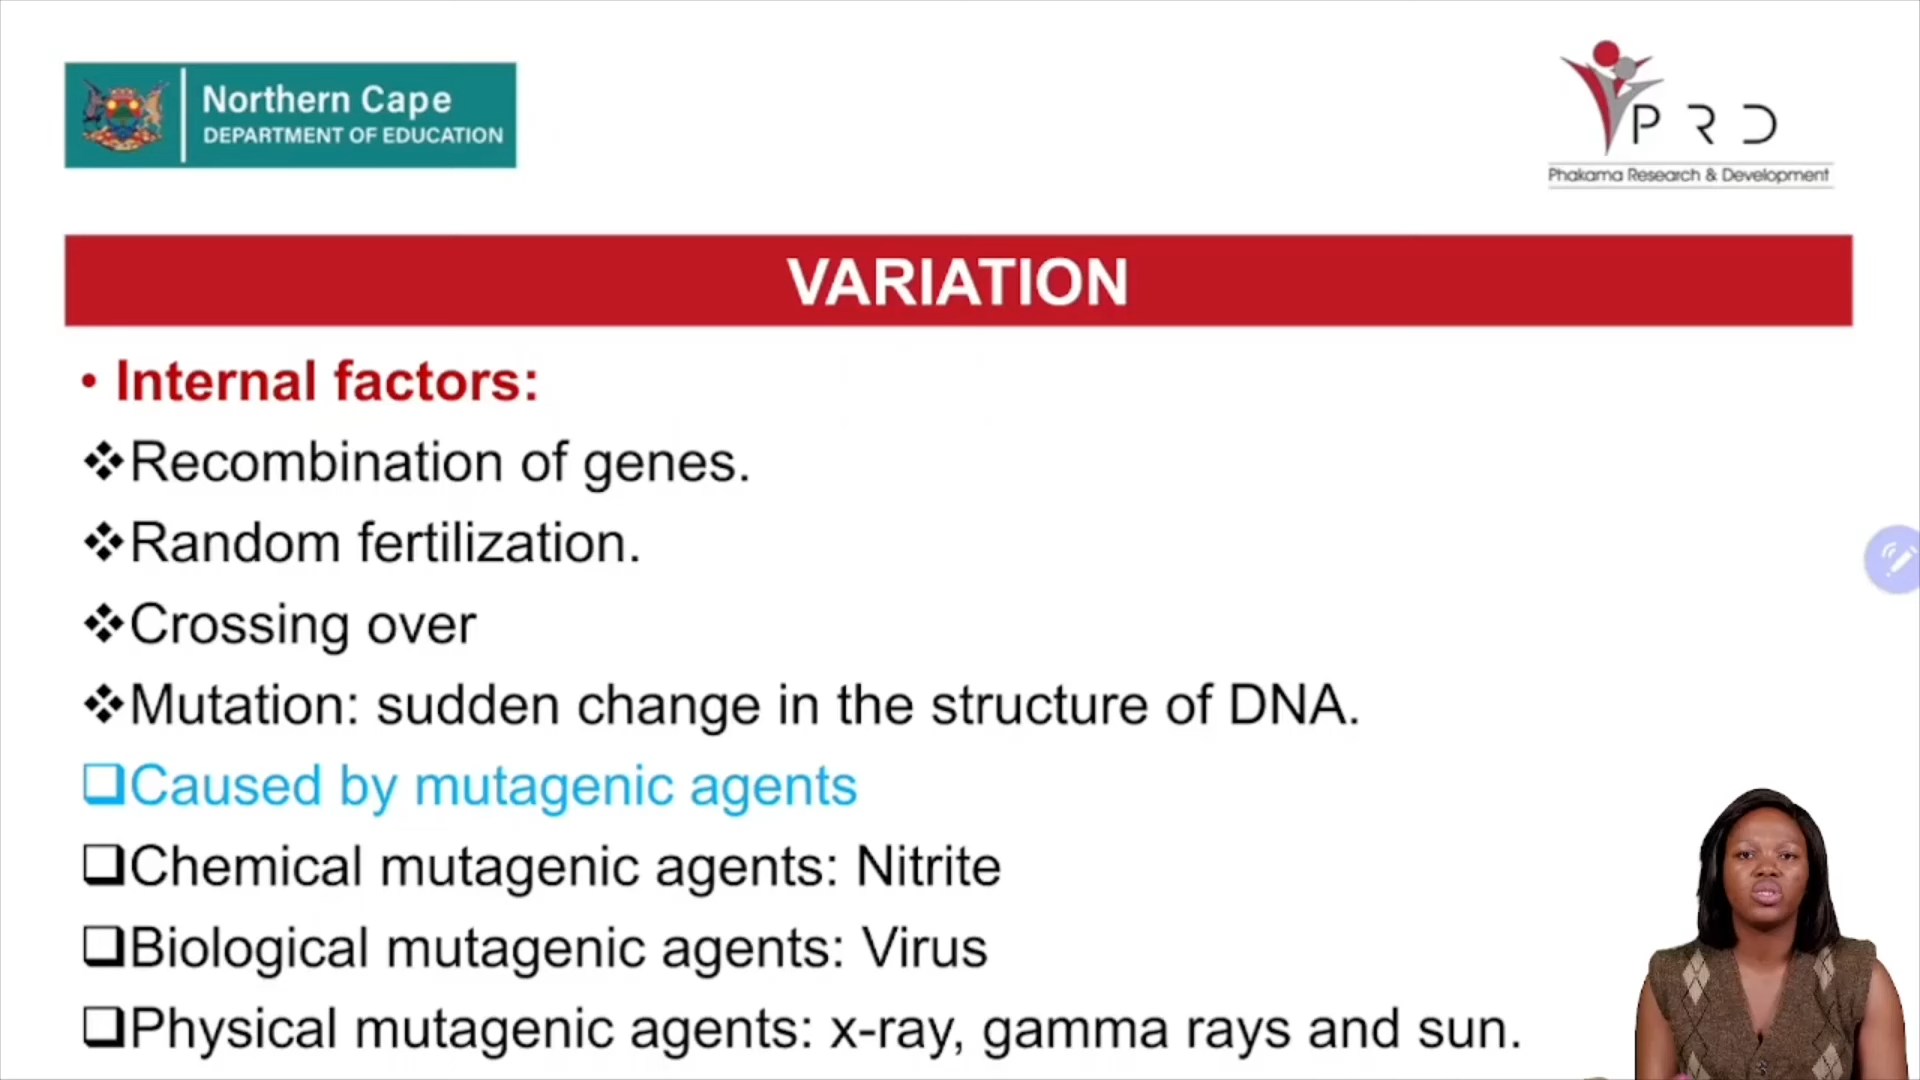 Northern Cape
DEPARTMENT OF EDUCATION
PRD
Phakama Research & Development
VARIATION
• Internal factors:
❖Recombination of genes.
❖Random fertilization.
❖Crossing over
❖Mutation: sudden change in the structure of DNA.
❑Caused by mutagenic agents
❑Chemical mutagenic agents: Nitrite
❑Biological mutagenic agents: Virus
❑Physical mutagenic agents: x-ray, gamma rays and sun.